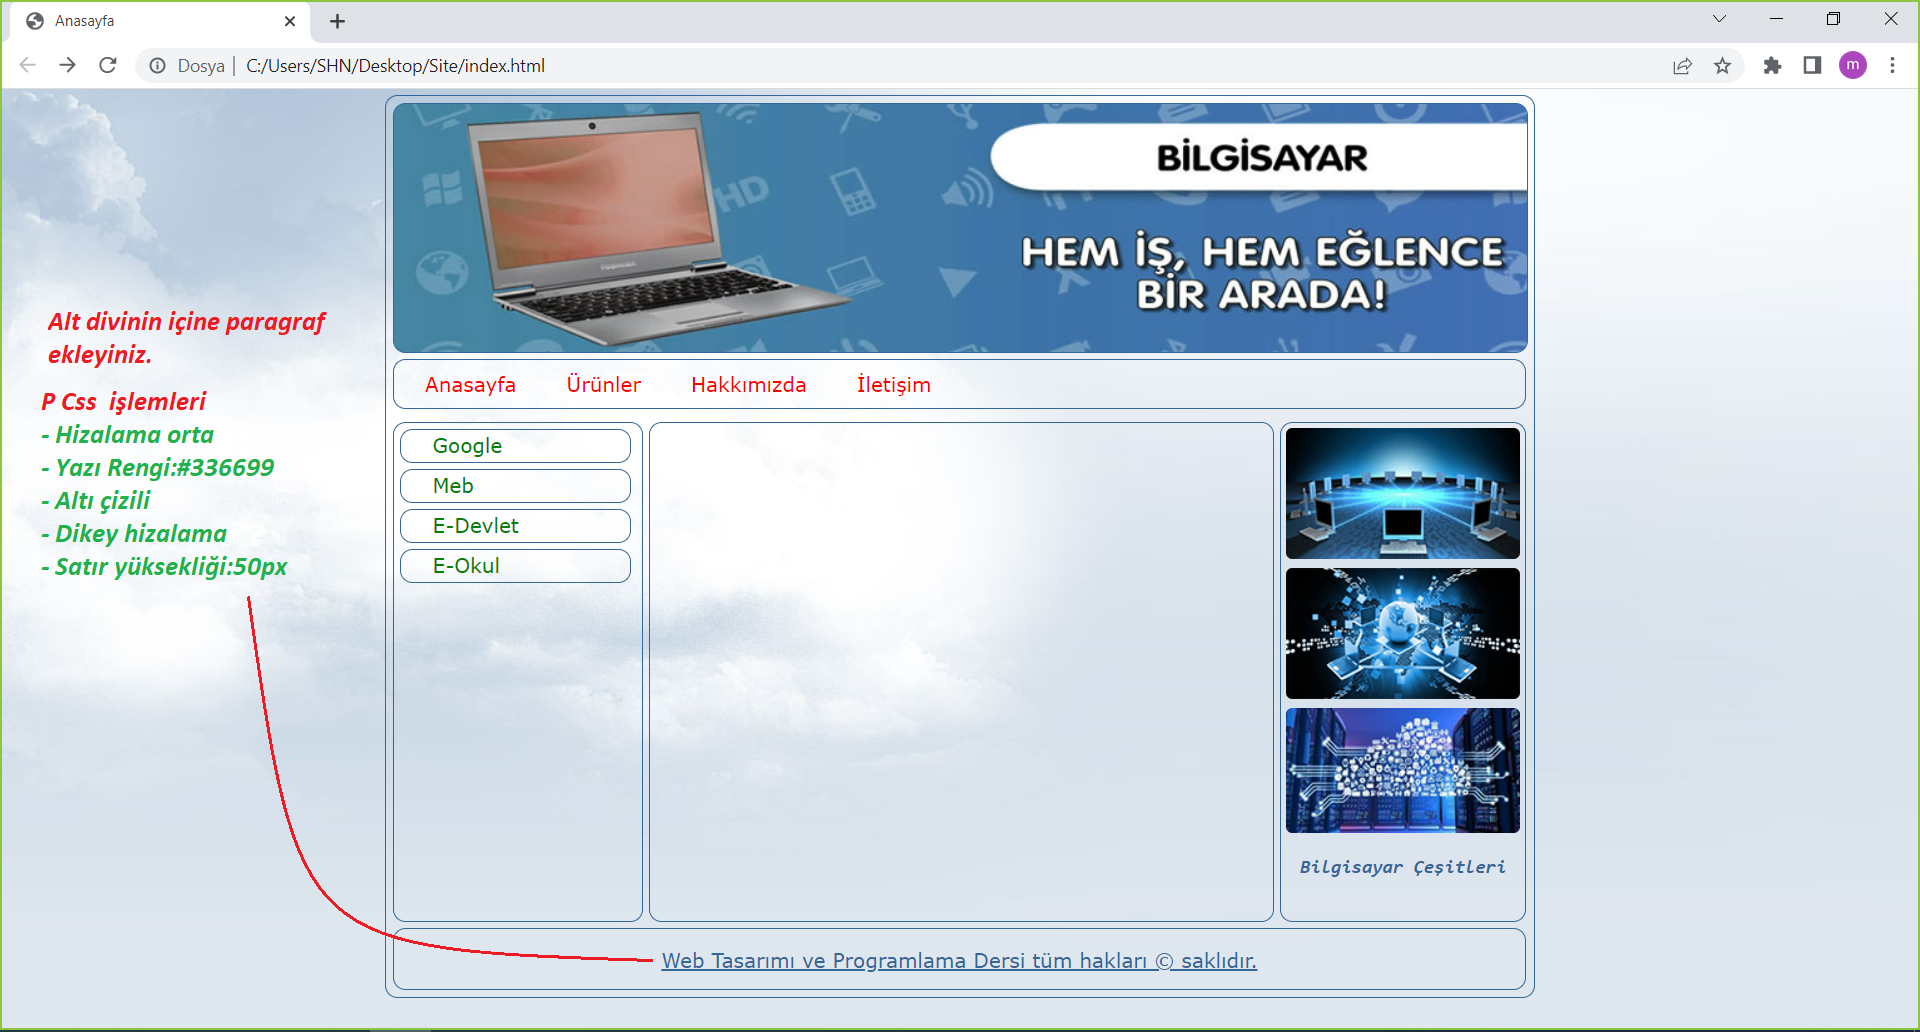 Anasayfa
Dosya | C:/Users/SHN/Desktop/Site/index.html
m
BİLGİSAYAR
HD
TOSHIBA
HEM İŞ, HEM EĞLENCE
BİR ARADA!
Alt divinin içine paragraf
ekleyiniz.
P Css işlemleri
- Hizalama orta
- Yazı Rengi:#336699
- Altı çizili
- Dikey hizalama
- Satır yüksekliği:50px
Anasayfa Ürünler Hakkımızda İletişim
Google
Meb
E-Devlet
E-Okul
Bilgisayar Çeşitleri
Web Tasarımı ve Programlama Dersi tüm hakları © saklıdır.